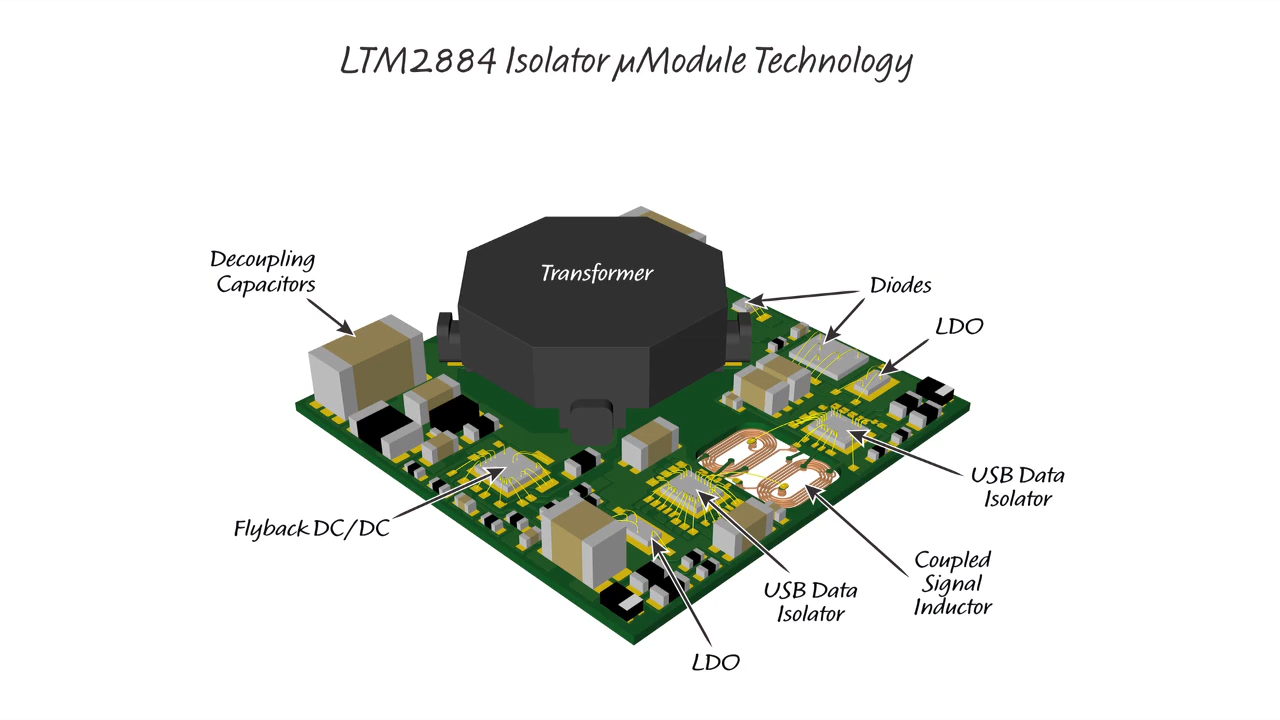 LTM2884 Isolator µModule Technology
Transformer
Decoupling
Capacitors
Diodes
LDO
USB Data
Isolator
Flyback DC/DC
Coupled
Signal
Inductor
USB Data
Isolator
LDO